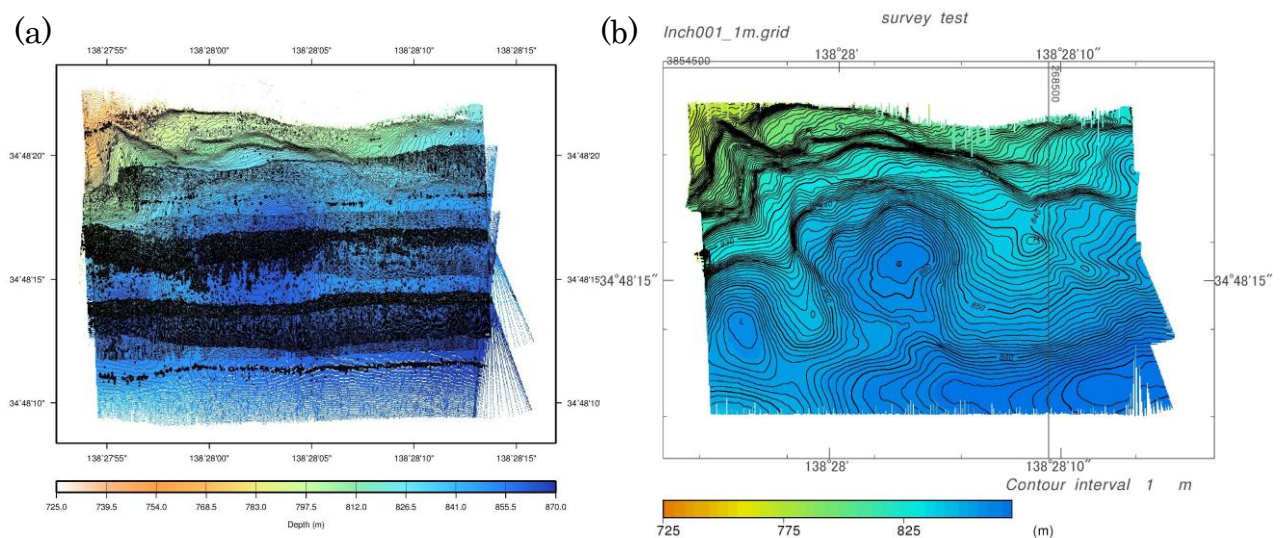 (a)
138°27'55" 138°28'00" 138°28'05" 138°28'10" 138°28'15"
34°48'20" 34°48'20"
34°48'15" 34°48'15"
34°48'10" 34°48'10"
138°27'55" 138°28'00" 138°28'05" 138°28'10" 138°28'15"
725.0 739.5 754.0 768.5 783.0 797.5 812.0 826.5 841.0 855.5 870.0
Depth (m)
(b)
survey test
lnch001_1m.grid
138°28' 138°28'10"
3854500
268500
840
830
34°48'15" 34°48'15"
850
860
138°28' 138°28'10"
Contour interval 1 m
725 775 825 (m)